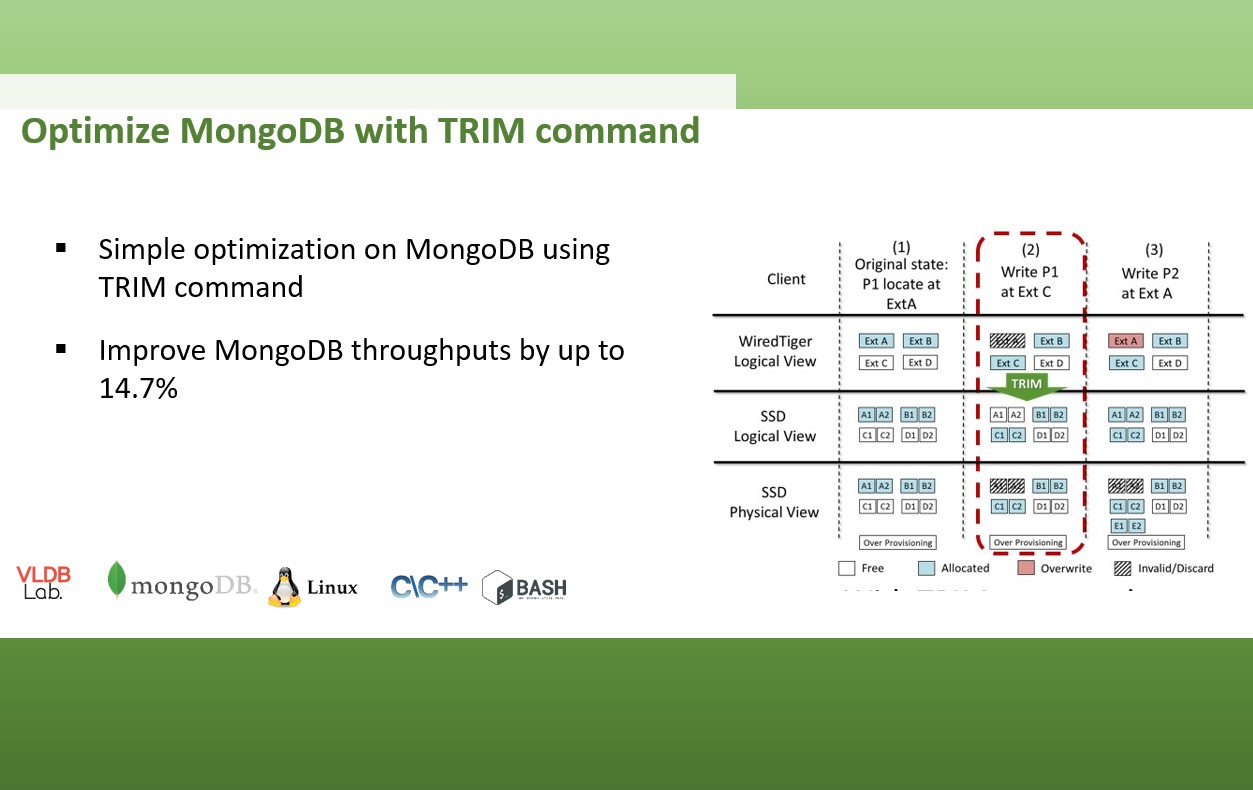 Optimize MongoDB with TRIM command
▪ Simple optimization on MongoDB using
TRIM command
▪ Improve MongoDB throughputs by up to
14.7%
Client
(1)
Original state:
P1 locate at
ExtA
(2)
Write P1
at Ext C
(3)
Write P2
at Ext A
WiredTiger
Logical View
Ext A Ext B
Ext C Ext D
Ext B
Ext C Ext D
Ext A Ext B
Ext C Ext D
TRIM
SSD
Logical View
A1 A2 B1 B2
C1 C2 D1 D2
A1 A2 B1 B2
C1 C2 D1 D2
A1 A2 B1 B2
C1 C2 D1 D2
SSD
Physical View
A1 A2 B1 B2
C1 C2 D1 D2
Over Provisioning
B1 B2
C1 C2 D1 D2
Over Provisioning
B1 B2
C1 C2 D1 D2
E1 E2
Over Provisioning
Free Allocated Overwrite Invalid/Discard
VLDB
Lab.
mongoDB.
Linux
C\C++
$_ BASH